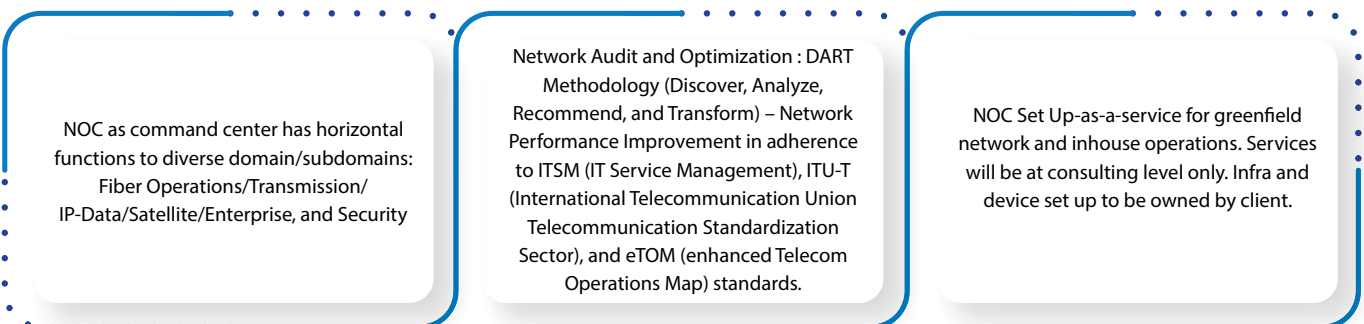 NOC as command center has horizontal
functions to diverse domain/subdomains:
Fiber Operations/Transmission/
IP-Data/Satellite/Enterprise, and Security
Network Audit and Optimization : DART
Methodology (Discover, Analyze,
Recommend, and Transform) – Network
Performance Improvement in adherence
to ITSM (IT Service Management), ITU-T
(International Telecommunication Union
Telecommunication Standardization
Sector), and eTOM (enhanced Telecom
Operations Map) standards.
NOC Set Up-as-a-service for greenfield
network and inhouse operations. Services
will be at consulting level only. Infra and
device set up to be owned by client.